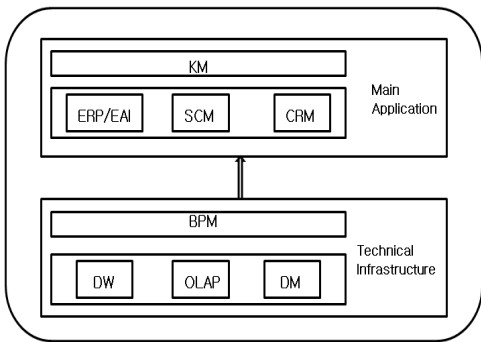 KM
Main
Application
ERP/EAI SCM CRM
BPM
Technical
Infrastructure
DW OLAP DM